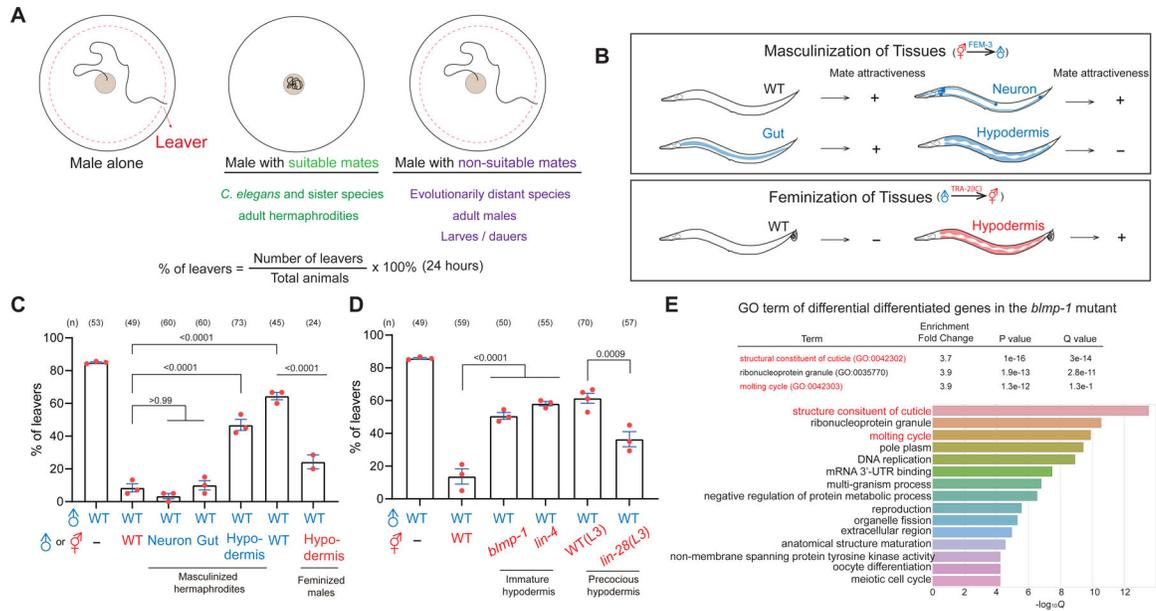 A
Leaver
Male alone
Male with suitable mates
Male with non-suitable mates
C. elegans and sister species
adult hermaphrodities
Evolutionarily distant species
adult males
Larves / dauers
% of leavers = Number of leavers / Total animals x 100% (24 hours)
B
Masculinization of Tissues (⚥ FEM-3 → ♂)
Mate attractiveness
Mate attractiveness
WT
+
Neuron
+
Gut
+
Hypodermis
–
Feminization of Tissues (♂ TRA-2(IC) → ⚥)
WT
–
Hypodermis
+
C
(n) (53) (49) (60) (60) (73) (45) (24)
% of leavers
100
80
60
40
20
0
<0.0001
<0.0001
<0.0001
>0.99
♂ WT WT WT WT WT WT WT
♂ or ⚥ – WT Neuron Gut Hypo-dermis WT Hypo-dermis
Masculinized
hermaphrodites
Feminized
males
D
(n) (49) (59) (50) (55) (70) (57)
% of leavers
100
80
60
40
20
0
<0.0001
0.0009
♂ WT WT WT WT WT WT
⚥ – WT blmp-1 lin-4 WT(L3) lin-28(L3)
Immature
hypodermis
Precocious
hypodermis
E
GO term of differential differentiated genes in the blmp-1 mutant
Term Enrichment Fold Change P value Q value
structural constituent of cuticle (GO:0042302) 3.7 1e-16 3e-14
ribonucleoprotein granule (GO:0035770) 3.9 1.9e-13 2.8e-11
molting cycle (GO:0042303) 3.9 1.3e-12 1.3e-1
structure consituent of cuticle
ribonucleoprotein granule
molting cycle
pole plasm
DNA replication
mRNA 3'-UTR binding
multi-granism process
negative regulation of protein metabolic process
reproduction
organelle fission
extracellular region
anatomical structure maturation
non-membrane spanning protein tyrosine kinase activity
oocyte differentiation
meiotic cell cycle
0 2 4 6 8 10 12
-log₁₀Q